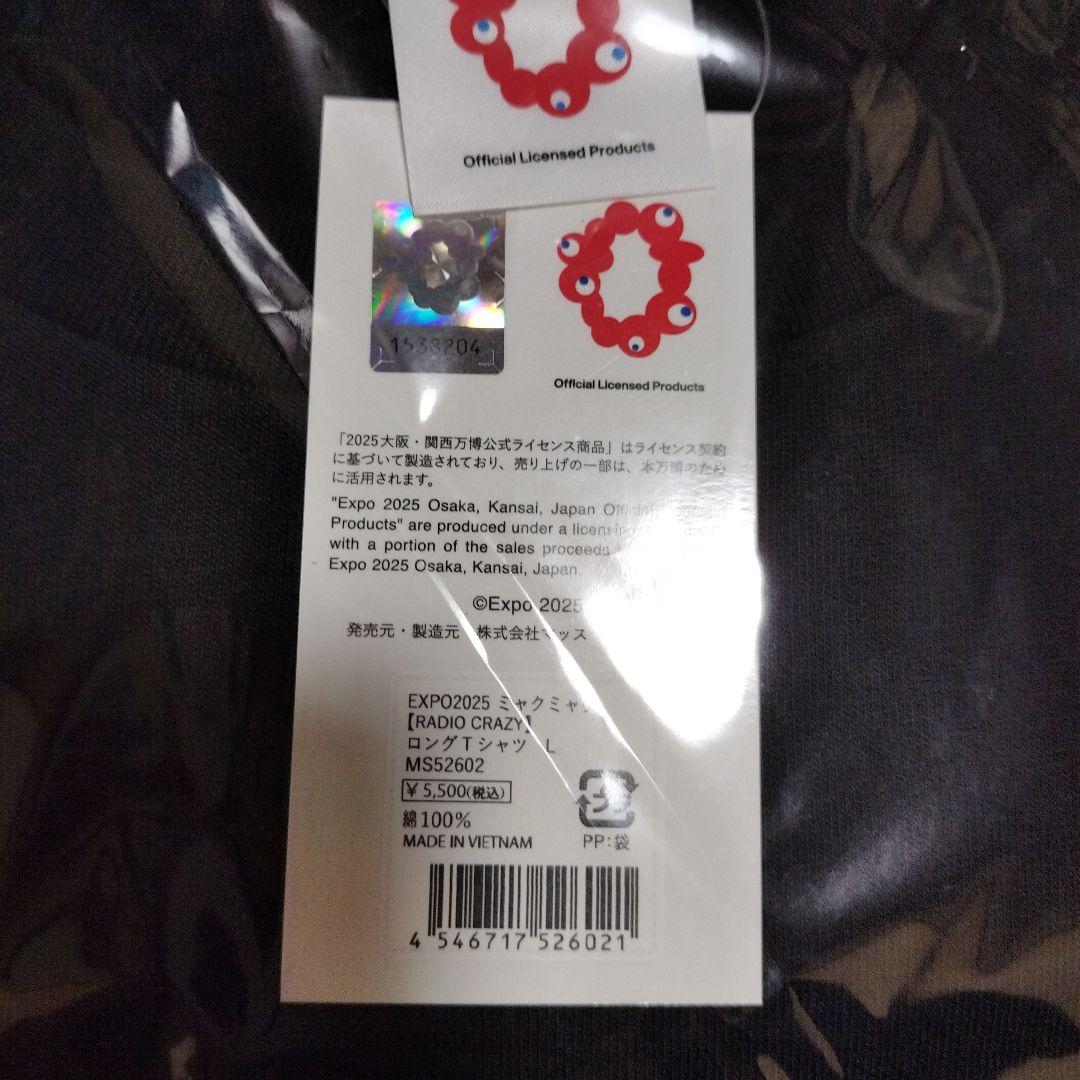 Official Licensed Products
1538204
Official Licensed Products
「2025大阪・関西万博公式ライセンス商品」はライセンス契約
に基づいて製造されており、売り上げの一部は、本万博のため
に活用されます。
"Expo 2025 Osaka, Kansai, Japan
Products" are produced under a
with a portion of the sales proceeds
Expo 2025 Osaka, Kansai, Japan.
©Expo 2025
発売元・製造元 株式会社マッス
EXPO2025 ミャクミャク
【RADIO CRAZY】
ロングTシャツ L
MS52602
¥5,500(税込)
綿100%
MADE IN VIETNAM
プラ
PP:袋
4 546717 526021